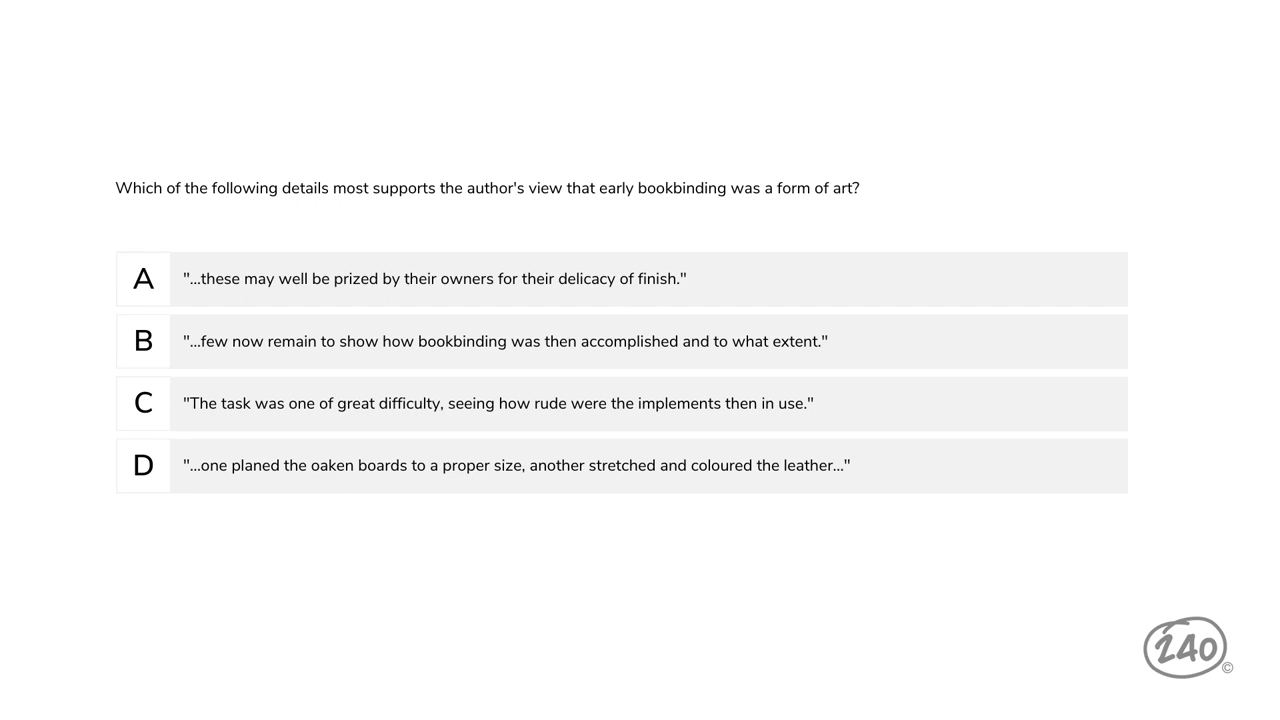 Which of the following details most supports the author's view that early bookbinding was a form of art?
A
"...these may well be prized by their owners for their delicacy of finish."
B
"...few now remain to show how bookbinding was then accomplished and to what extent."
C
"The task was one of great difficulty, seeing how rude were the implements then in use."
D
"...one planed the oaken boards to a proper size, another stretched and coloured the leather..."
240
©